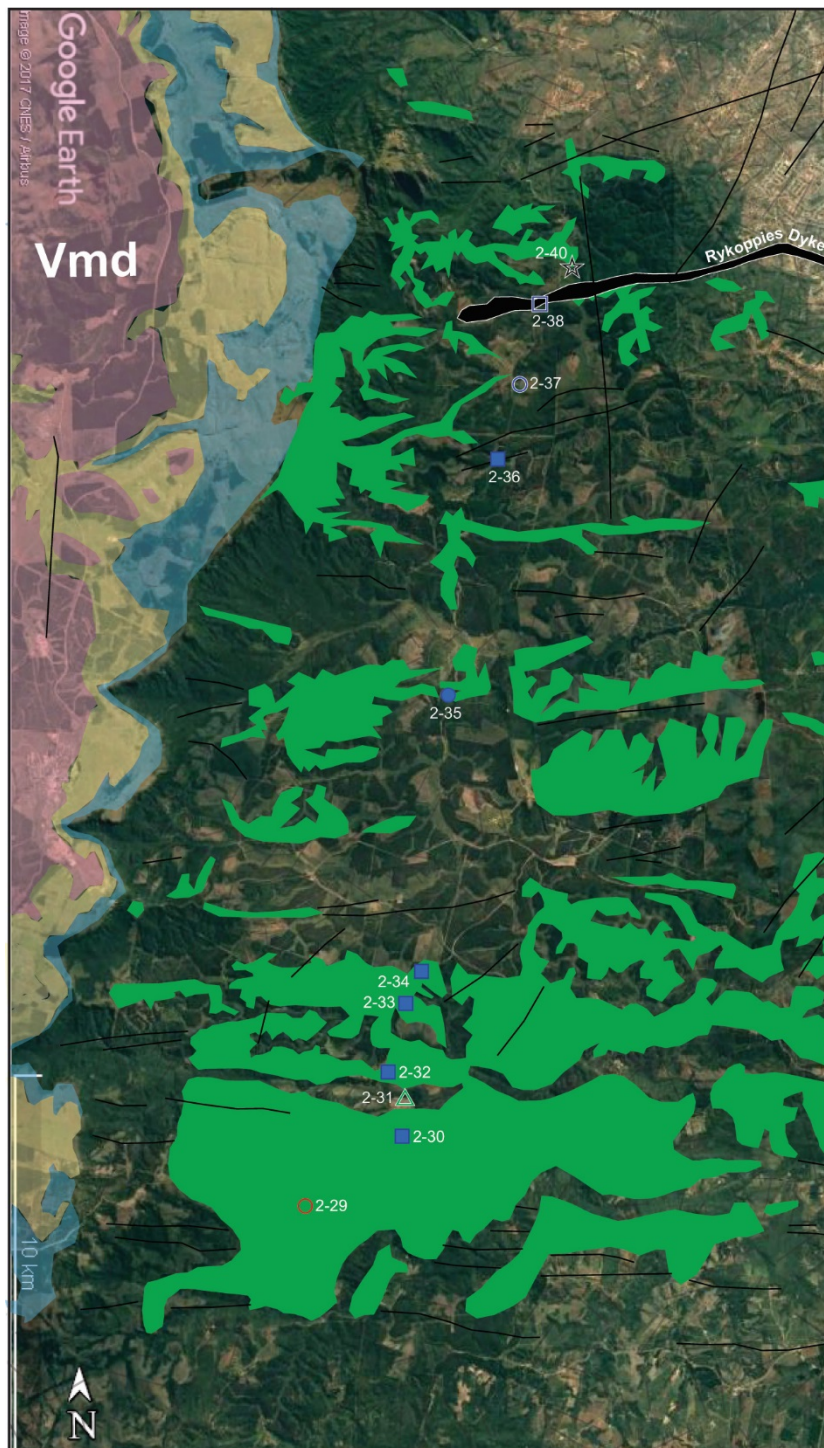 Google Earth
Image © 2017 CNES / Airbus
Vmd
Rykoppies Dyke
2-40
2-38
2-37
2-36
2-35
2-34
2-33
2-32
2-31
2-30
2-29
10 km
N